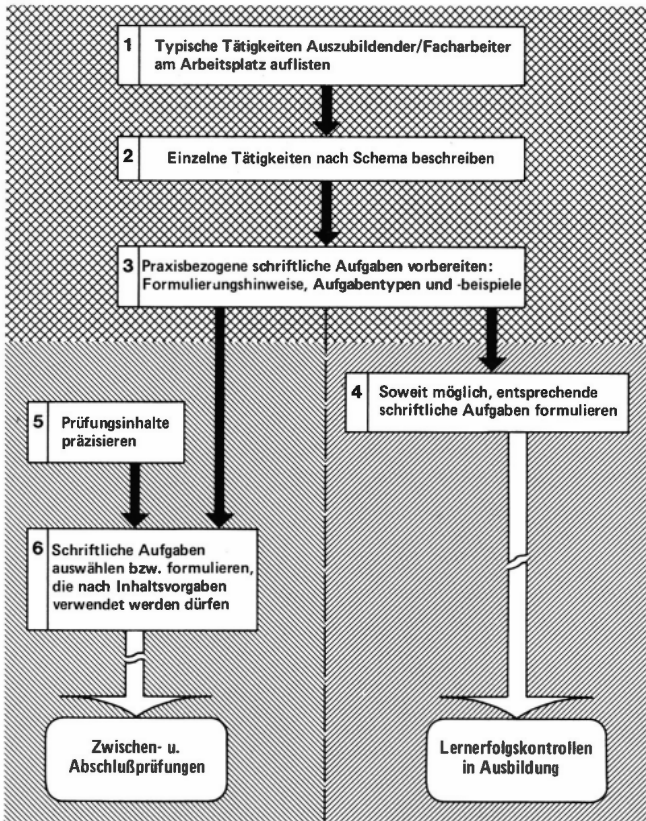 1 Typische Tätigkeiten Auszubildender/Facharbeiter
am Arbeitsplatz auflisten
2 Einzelne Tätigkeiten nach Schema beschreiben
3 Praxisbezogene schriftliche Aufgaben vorbereiten:
Formulierungshinweise, Aufgabentypen und -beispiele
4 Soweit möglich, entsprechende
schriftliche Aufgaben formulieren
5 Prüfungsinhalte
präzisieren
6 Schriftliche Aufgaben
auswählen bzw. formulieren,
die nach Inhaltsvorgaben
verwendet werden dürfen
Zwischen- u.
Abschlußprüfungen
Lernerfolgskontrollen
in Ausbildung